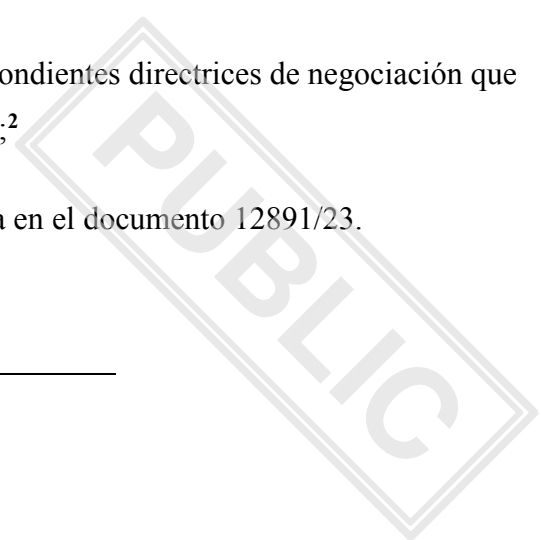 ondientes directrices de negociación que
;²
a en el documento 12891/23.
PUBLIC